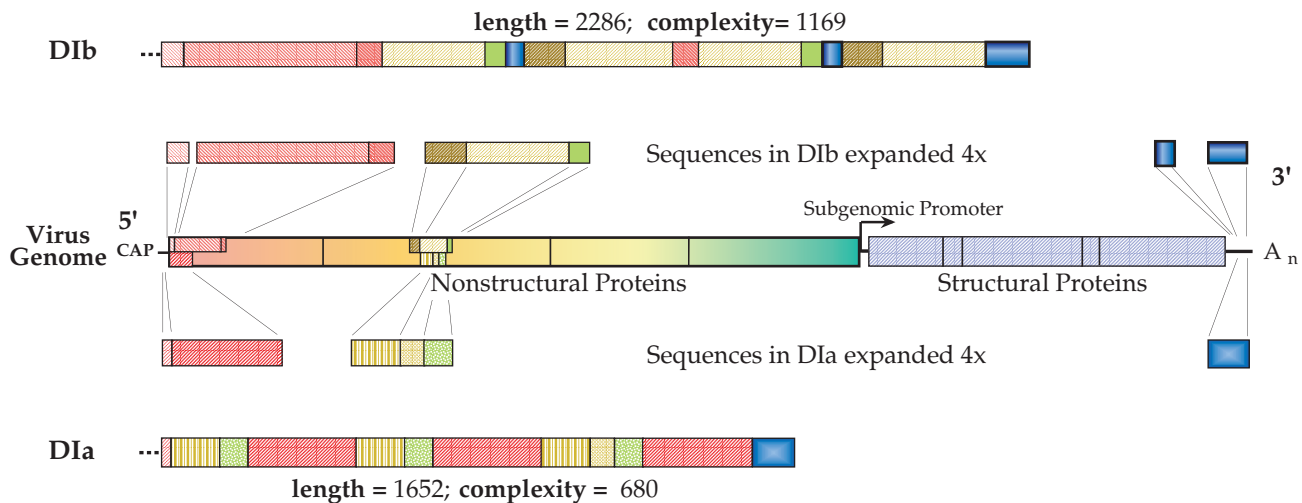 length = 2286;  complexity= 1169
DIb
Sequences in DIb expanded 4x
3'
5'
Subgenomic Promoter
Virus Genome
CAP
A n
Nonstructural Proteins
Structural Proteins
Sequences in DIa expanded 4x
DIa
length = 1652; complexity = 680